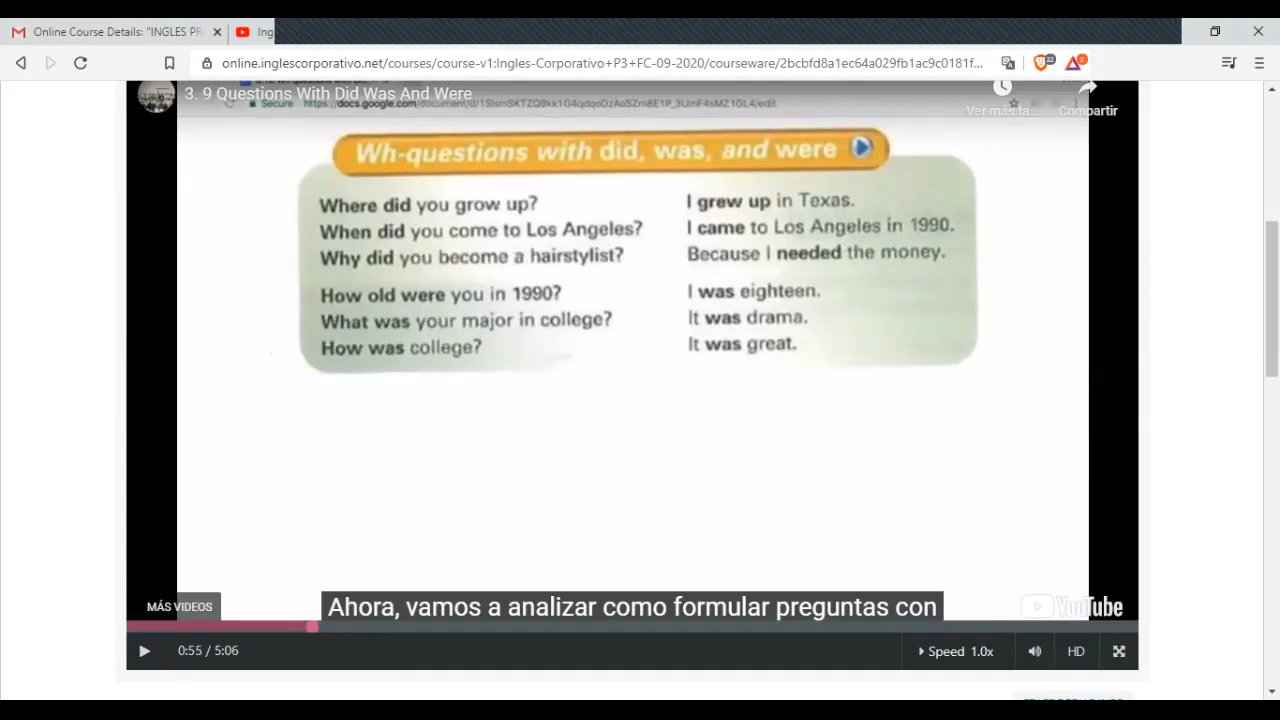 Online Course Details: "INGLES PR
Ing
online.inglescorporativo.net/courses/course-v1:Ingles-Corporativo+P3+FC-09-2020/courseware/2bcbfd8a1ec64a029fb1ac9c0181f...
22
2
3. 9 Questions With Did Was And Were
Secure
Ver más ta...
Compartir
Wh-questions with did, was, and were
Where did you grow up?
I grew up in Texas.
When did you come to Los Angeles?
I came to Los Angeles in 1990.
Why did you become a hairstylist?
Because I needed the money.
How old were you in 1990?
I was eighteen.
What was your major in college?
It was drama.
How was college?
It was great.
MÁS VIDEOS
Ahora, vamos a analizar como formular preguntas con
YouTube
0:55 / 5:06
Speed 1.0x
HD